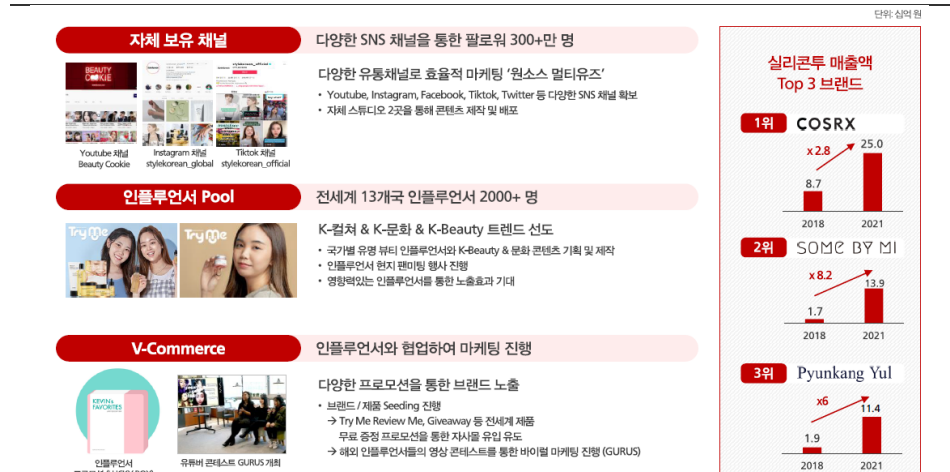 단위: 십억 원
자체 보유 채널
다양한 SNS 채널을 통한 팔로워 300+만 명
BEAUTY
COOKIE
Youtube 채널
Beauty Cookie
Instagram 채널
stylekorean_global
Tiktok 채널
stylekorean_official
다양한 유통채널로 효율적 마케팅 ‘원소스 멀티유즈’
• Youtube, Instagram, Facebook, Tiktok, Twitter 등 다양한 SNS 채널 확보
• 자체 스튜디오 2곳을 통해 콘텐츠 제작 및 배포
인플루언서 Pool
전세계 13개국 인플루언서 2000+ 명
Try Me
Try Me
K-컬쳐 & K-문화 & K-Beauty 트렌드 선도
• 국가별 유명 뷰티 인플루언서와 K-Beauty & 문화 콘텐츠 기획 및 제작
• 인플루언서 현지 팬미팅 행사 진행
• 영향력있는 인플루언서를 통한 노출효과 기대
V-Commerce
인플루언서와 협업하여 마케팅 진행
KEVIN's
FAVORITES
인플루언서
유튜버 콘테스트 GURUS 개최
다양한 프로모션을 통한 브랜드 노출
• 브랜드 / 제품 Seeding 진행
→ Try Me Review Me, Giveaway 등 전세계 제품
무료 증정 프로모션을 통한 자사몰 유입 유도
→ 해외 인플루언서들의 영상 콘테스트를 통한 바이럴 마케팅 진행 (GURUS)
실리콘투 매출액
Top 3 브랜드
1위 COSRX
x 2.8
8.7
25.0
2018 2021
2위 SOME BY MI
x 8.2
1.7
13.9
2018 2021
3위 Pyunkang Yul
x6
1.9
11.4
2018 2021